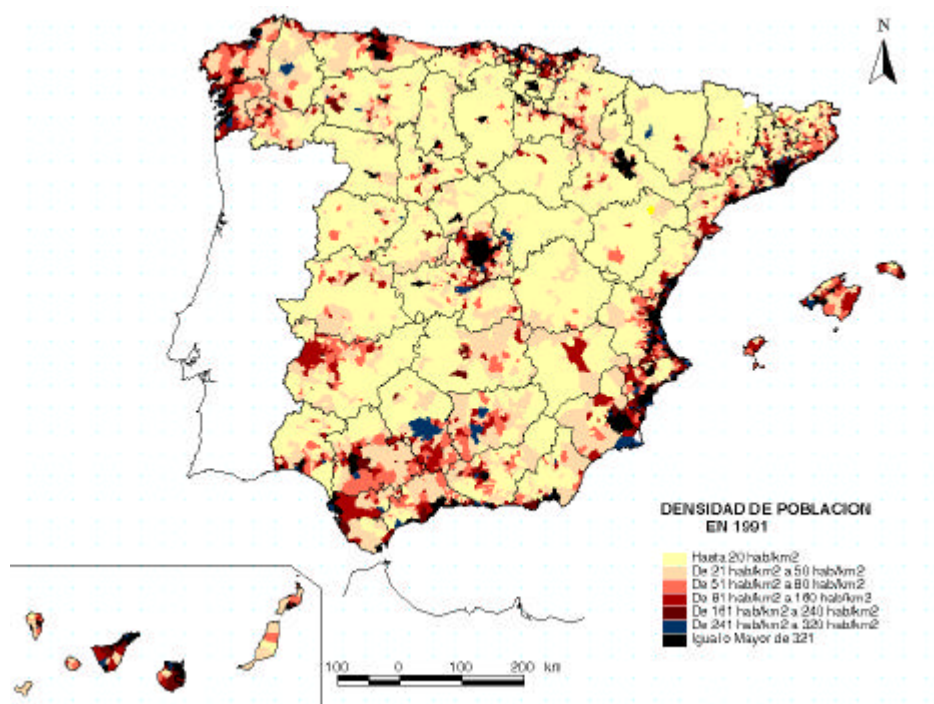 N
DENSIDAD DE POBLACION
EN 1991
Hasta 20 hab/km2
De 21 hab/km2 a 50 hab/km2
De 51 hab/km2 a 80 hab/km2
De 81 hab/km2 a 160 hab/km2
De 161 hab/km2 a 240 hab/km2
De 241 hab/km2 a 320 hab/km2
Igual o Mayor de 321
100 0 100 200 km